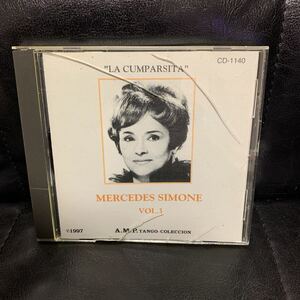 "LA CUMPARSITA"
CD-1140
MERCEDES SIMONE
VOL.1
℗1997
A.M.P. TANGO COLECCION